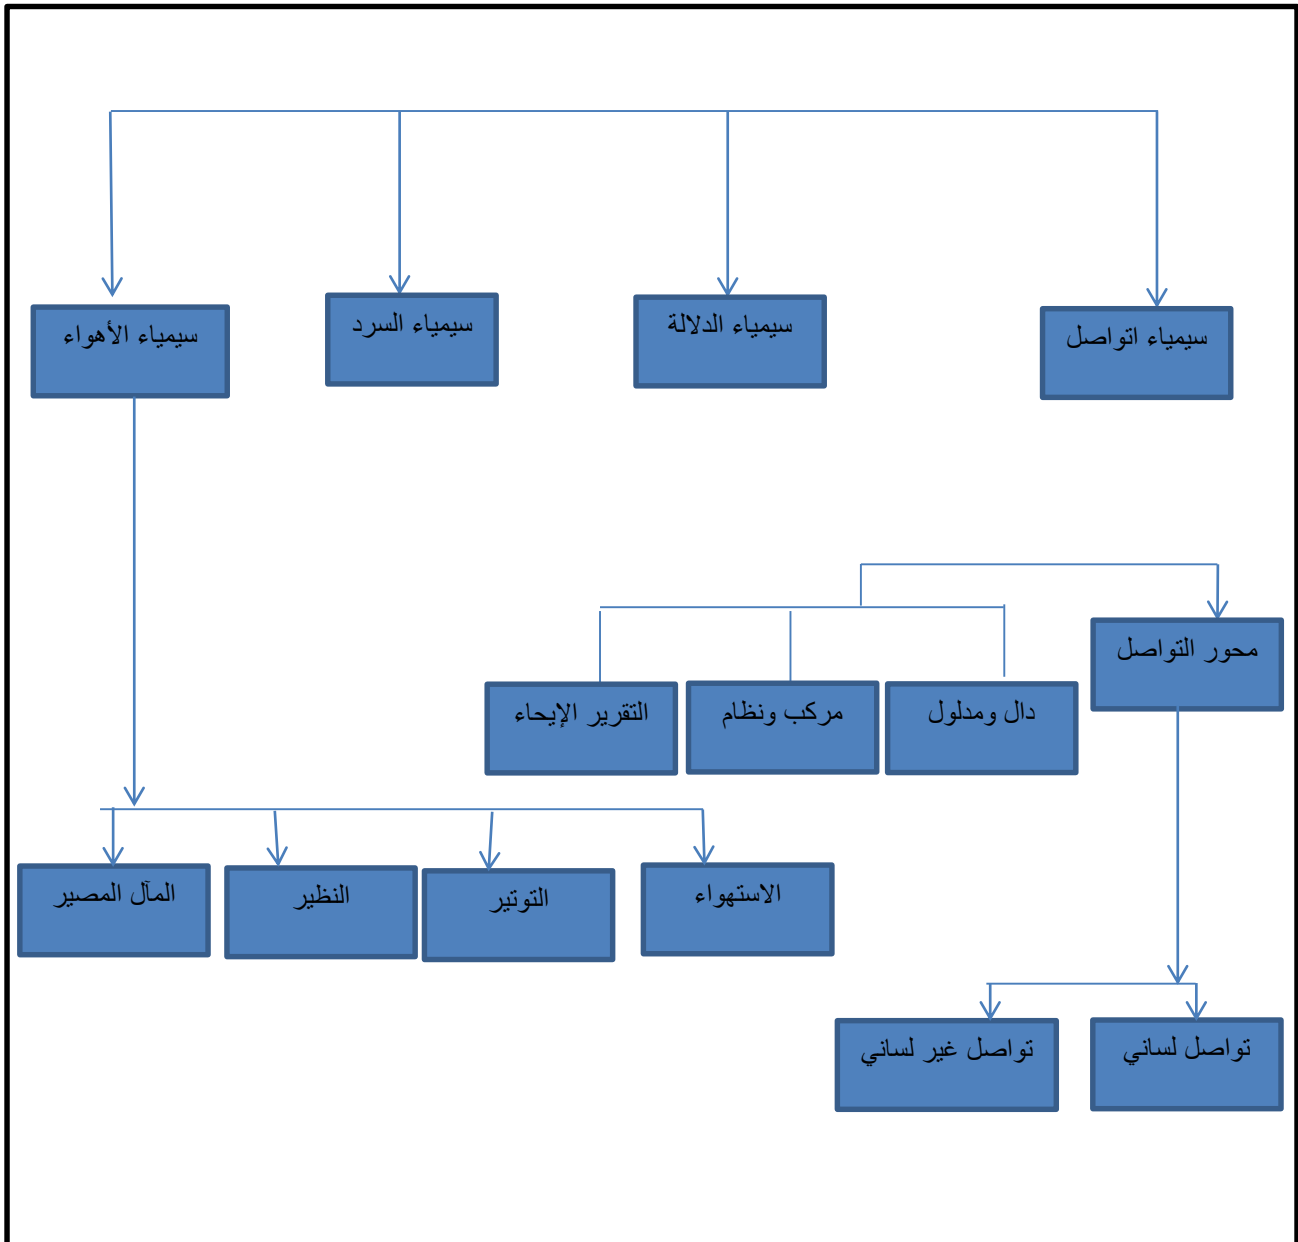 سيمياء اتواصل
سيمياء الدلالة
سيمياء السرد
سيمياء الأهواء
محور التواصل
دال ومدلول
مركب ونظام
التقرير الإيحاء
الاستهواء
التوتير
النظير
المآل المصير
تواصل لساني
تواصل غير لساني